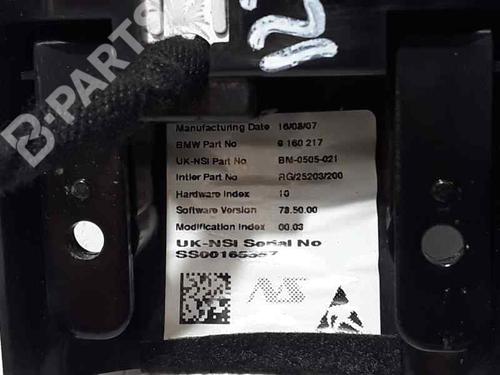 B-PARTS
Manufacturing Date 16/08/07
BMW Part No 9 160 217
UK-NSI Part No BM-0505-021
Intier Part No RG/25203/200
Hardware Index 10
Software Version 78.50.00
Modification Index 00.03
UK-NSI Serial No
SS00165557